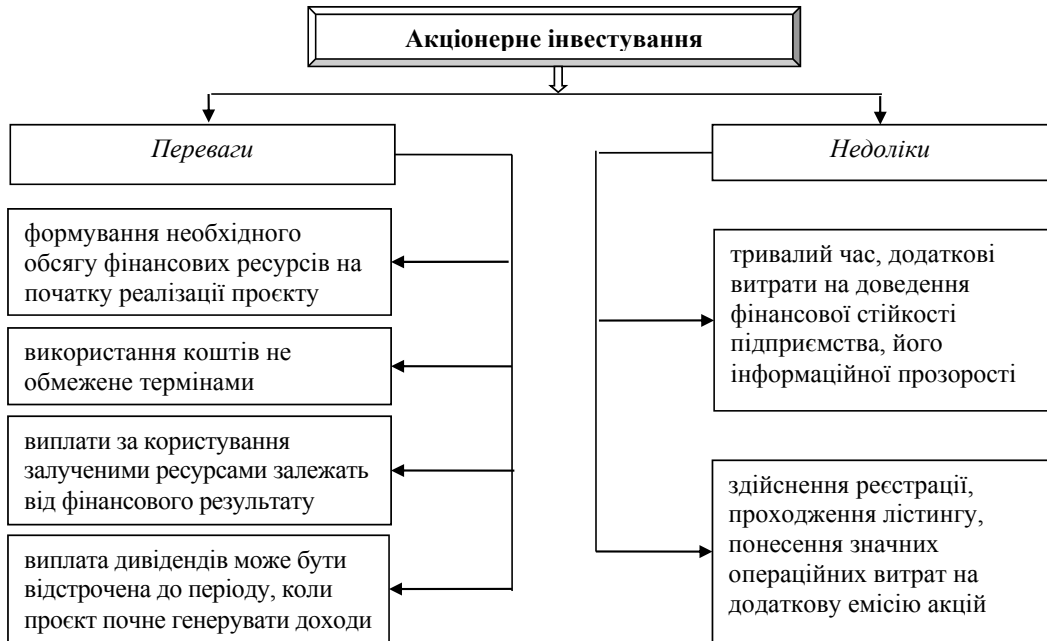 Акціонерне інвестування
Переваги
Недоліки
формування необхідного
обсягу фінансових ресурсів на
початку реалізації проєкту
використання коштів не
обмежене термінами
виплати за користування
залученими ресурсами залежать
від фінансового результату
виплата дивідендів може бути
відстрочена до періоду, коли
проєкт почне генерувати доходи
тривалий час, додаткові
витрати на доведення
фінансової стійкості
підприємства, його
інформаційної прозорості
здійснення реєстрації,
проходження лістингу,
понесення значних
операційних витрат на
додаткову емісію акцій